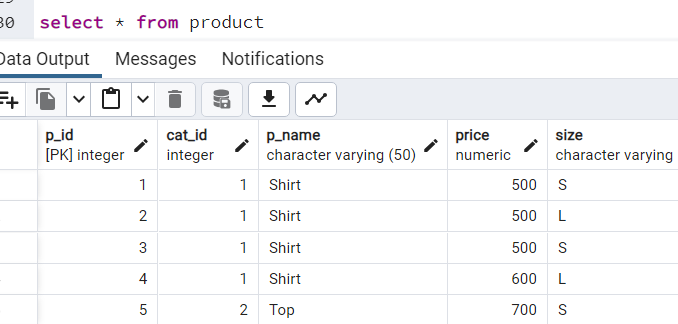 30 select * from product
Data Output Messages Notifications
p_id cat_id p_name price size
[PK] integer integer character varying (50) numeric character varying
1 1 Shirt 500 S
2 1 Shirt 500 L
3 1 Shirt 500 S
4 1 Shirt 600 L
5 2 Top 700 S